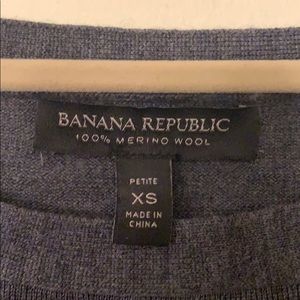 BANANA REPUBLIC
100% MERINO WOOL
PETITE
XS
MADE IN
CHINA